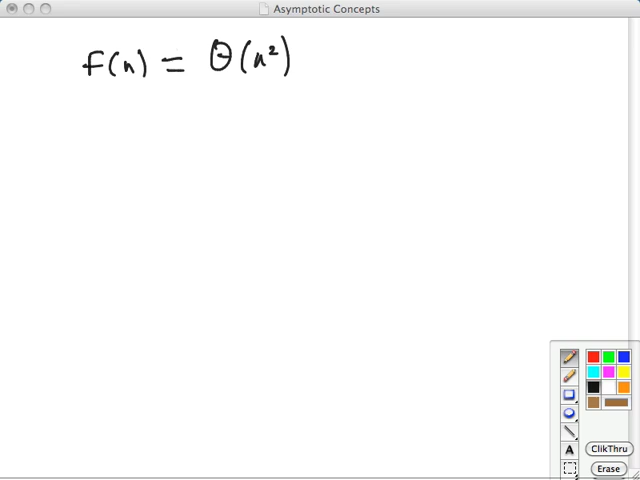 Asymptotic Concepts
F(n) = Θ(n²)
A
ClikThru
Erase